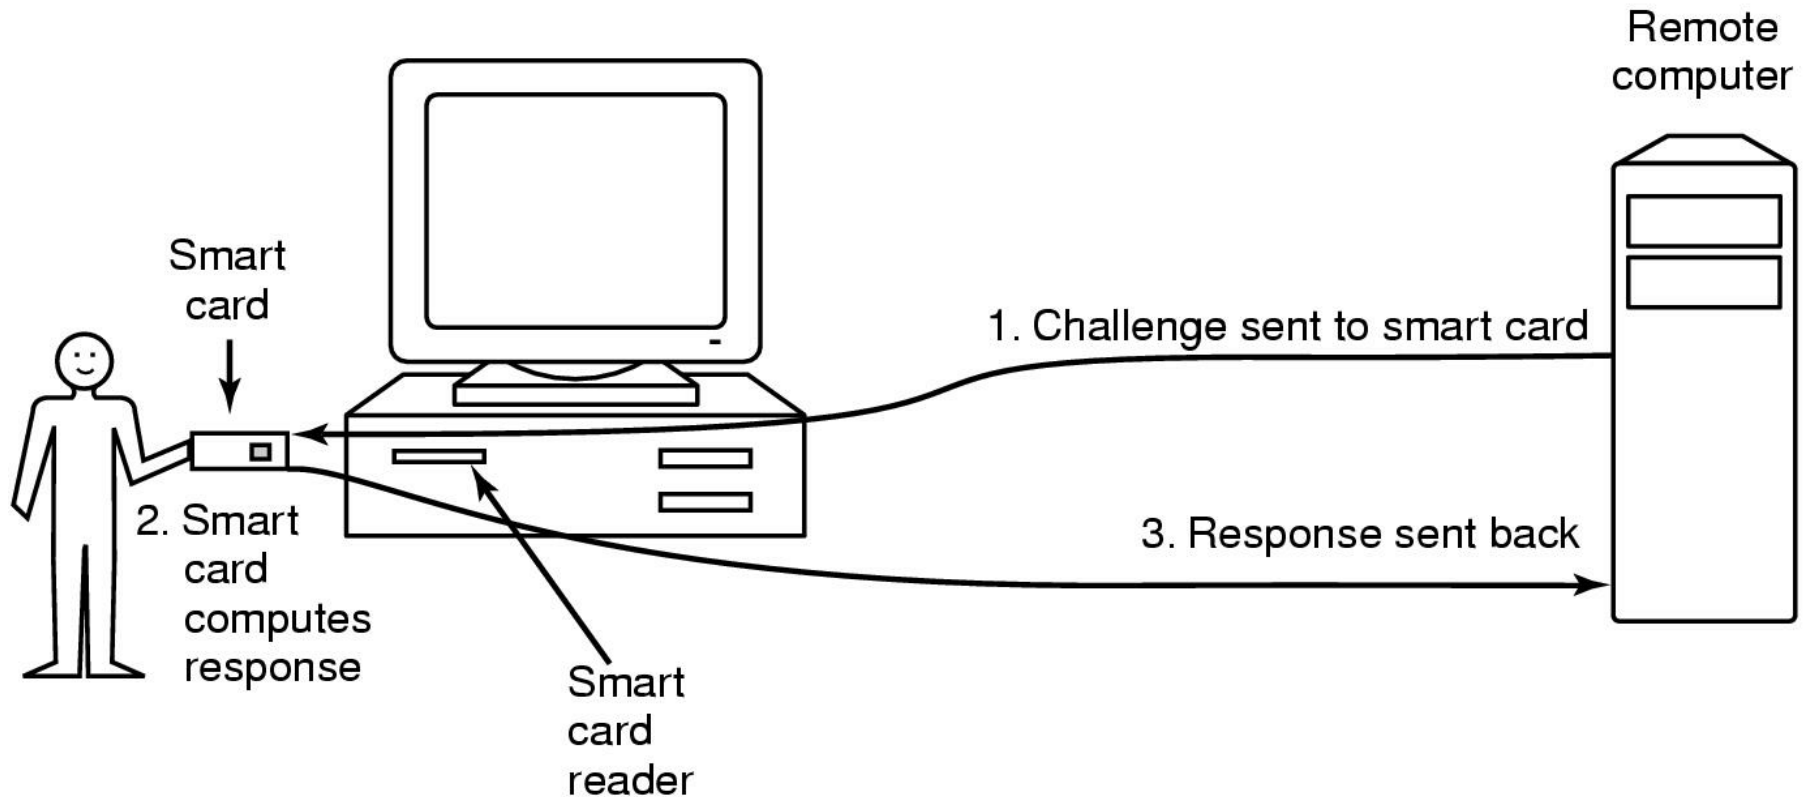 Remote
computer
Smart
card
1. Challenge sent to smart card
2. Smart
card
computes
response
3. Response sent back
Smart
card
reader